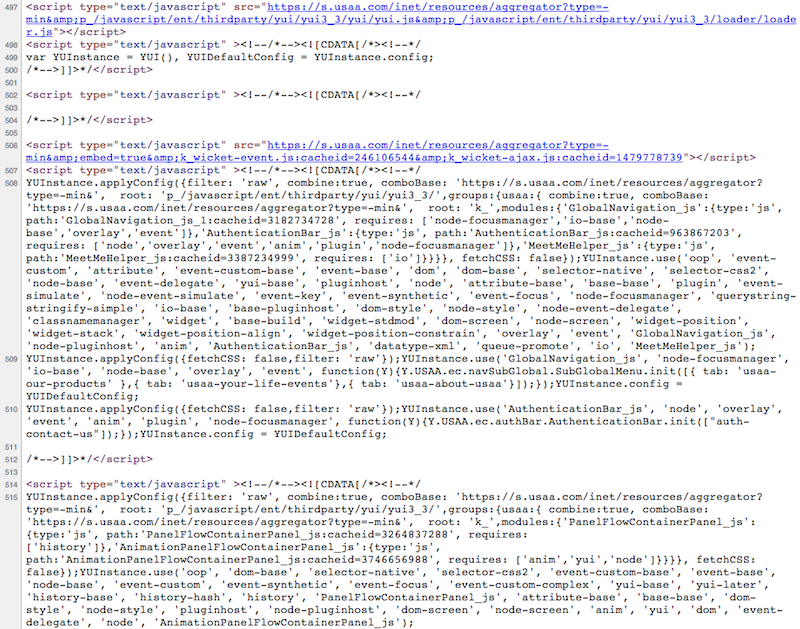 497 <script type="text/javascript" src="https://s.usaa.com/inet/resources/aggregator?type=-
min&amp;p_/javascript/ent/thirdparty/yui/yui3_3/yui/yui.js&amp;p_/javascript/ent/thirdparty/yui/yui3_3/loader/loade
r.js"></script>
498 <script type="text/javascript" ><!--/*--><![CDATA[/*><!--*/
499 var YUInstance = YUI(), YUIDefaultConfig = YUInstance.config;
500 /*-->]]>*/</script>
501
502 <script type="text/javascript" ><!--/*--><![CDATA[/*><!--*/
503
504 /*-->]]>*/</script>
505
506 <script type="text/javascript" src="https://s.usaa.com/inet/resources/aggregator?type=-
min&amp;embed=true&amp;k_wicket-event.js:cacheid=246106544&amp;k_wicket-ajax.js:cacheid=1479778739"></script>
507 <script type="text/javascript" ><!--/*--><![CDATA[/*><!--*/
508 YUInstance.applyConfig({filter: 'raw', combine:true, comboBase: 'https://s.usaa.com/inet/resources/aggregator?
type=-min&',  root: 'p_/javascript/ent/thirdparty/yui/yui3_3/',groups:{usaa:{ combine:true, comboBase:
'https://s.usaa.com/inet/resources/aggregator?type=-min&',  root: 'k_',modules:{'GlobalNavigation_js':{type:'js',
path:'GlobalNavigation_js_1:cacheid=3182734728', requires: ['node-focusmanager','io-base','node-
base','overlay','event']},'AuthenticationBar_js':{type:'js', path:'AuthenticationBar_js:cacheid=963867203',
requires: ['node','overlay','event','anim','plugin','node-focusmanager']},'MeetMeHelper_js':{type:'js',
path:'MeetMeHelper_js:cacheid=3387234999', requires: ['io']}}}}, fetchCSS: false});YUInstance.use('oop', 'event-
custom', 'attribute', 'event-custom-base', 'event-base', 'dom', 'dom-base', 'selector-native', 'selector-css2',
'node-base', 'event-delegate', 'yui-base', 'pluginhost', 'node', 'attribute-base', 'base-base', 'plugin', 'event-
simulate', 'node-event-simulate', 'event-key', 'event-synthetic', 'event-focus', 'node-focusmanager', 'querystring-
stringify-simple', 'io-base', 'base-pluginhost', 'dom-style', 'node-style', 'node-event-delegate',
'classnamemanager', 'widget', 'base-build', 'widget-stdmod', 'dom-screen', 'node-screen', 'widget-position',
'widget-stack', 'widget-position-align', 'widget-position-constrain', 'overlay', 'event', 'GlobalNavigation_js',
'node-pluginhost', 'anim', 'AuthenticationBar_js', 'datatype-xml', 'queue-promote', 'io', 'MeetMeHelper_js');
509 YUInstance.applyConfig({fetchCSS: false,filter: 'raw'});YUInstance.use('GlobalNavigation_js', 'node-focusmanager',
'io-base', 'node-base', 'overlay', 'event', function(Y){Y.USAA.ec.navSubGlobal.SubGlobalMenu.init([{ tab: 'usaa-
our-products' },{ tab: 'usaa-your-life-events'},{ tab: 'usaa-about-usaa'}]);});YUInstance.config =
YUIDefaultConfig;
510 YUInstance.applyConfig({fetchCSS: false,filter: 'raw'});YUInstance.use('AuthenticationBar_js', 'node', 'overlay',
'event', 'anim', 'plugin', 'node-focusmanager', function(Y){Y.USAA.ec.authBar.AuthenticationBar.init(["auth-
contact-us"]);});YUInstance.config = YUIDefaultConfig;
511
512 /*-->]]>*/</script>
513
514 <script type="text/javascript" ><!--/*--><![CDATA[/*><!--*/
515 YUInstance.applyConfig({filter: 'raw', combine:true, comboBase: 'https://s.usaa.com/inet/resources/aggregator?
type=-min&',  root: 'p_/javascript/ent/thirdparty/yui/yui3_3/',groups:{usaa:{ combine:true, comboBase:
'https://s.usaa.com/inet/resources/aggregator?type=-min&',  root: 'k_',modules:{'PanelFlowContainerPanel_js':
{type:'js', path:'PanelFlowContainerPanel_js:cacheid=3264837288', requires:
['history']},'AnimationPanelFlowContainerPanel_js':{type:'js',
path:'AnimationPanelFlowContainerPanel_js:cacheid=3746656988', requires: ['anim','yui','node']}}}}, fetchCSS:
false});YUInstance.use('oop', 'dom-base', 'selector-native', 'selector-css2', 'event-custom-base', 'event-base',
'node-base', 'event-custom', 'event-synthetic', 'event-focus', 'event-custom-complex', 'yui-base', 'yui-later',
'history-base', 'history-hash', 'history', 'PanelFlowContainerPanel_js', 'attribute-base', 'base-base', 'dom-
style', 'node-style', 'pluginhost', 'node-pluginhost', 'dom-screen', 'node-screen', 'anim', 'yui', 'dom', 'event-
delegate', 'node', 'AnimationPanelFlowContainerPanel_js');